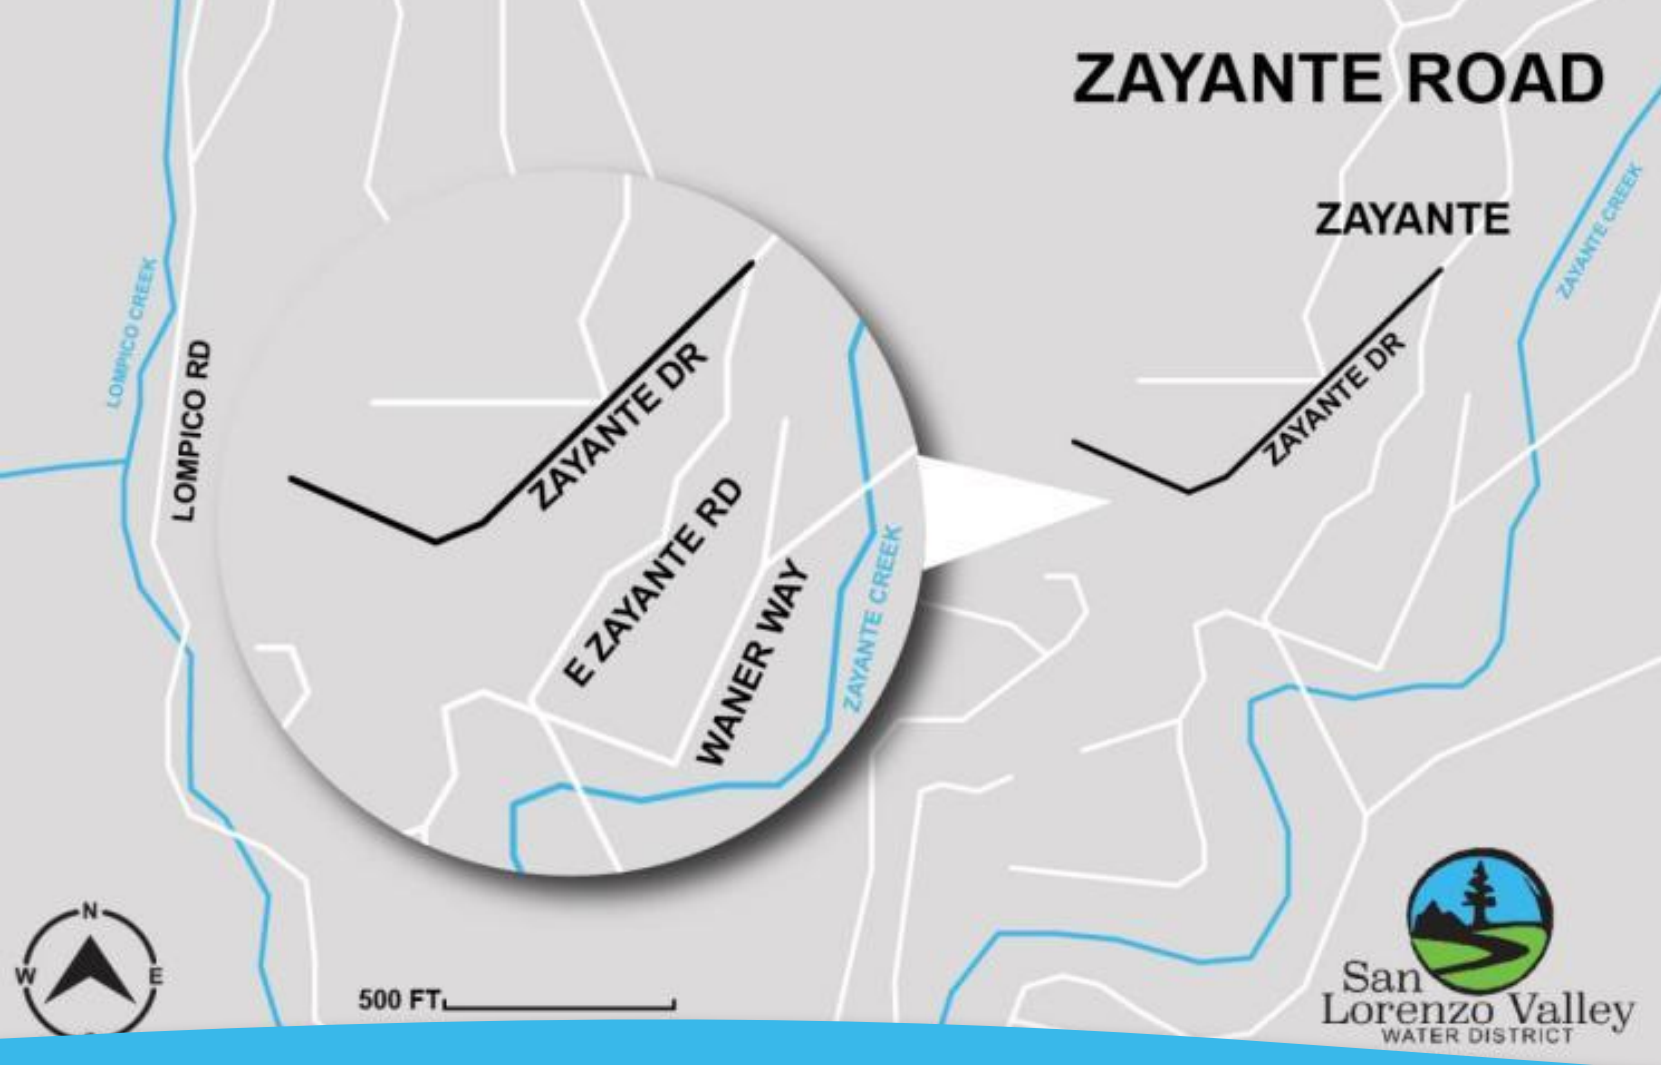 ZAYANTE ROAD
ZAYANTE
ZAYANTE CREEK
LOMPICO CREEK
LOMPICO RD
ZAYANTE DR
ZAYANTE DR
E ZAYANTE RD
WANER WAY
ZAYANTE CREEK
N
W
E
500 FT
San
Lorenzo Valley
WATER DISTRICT